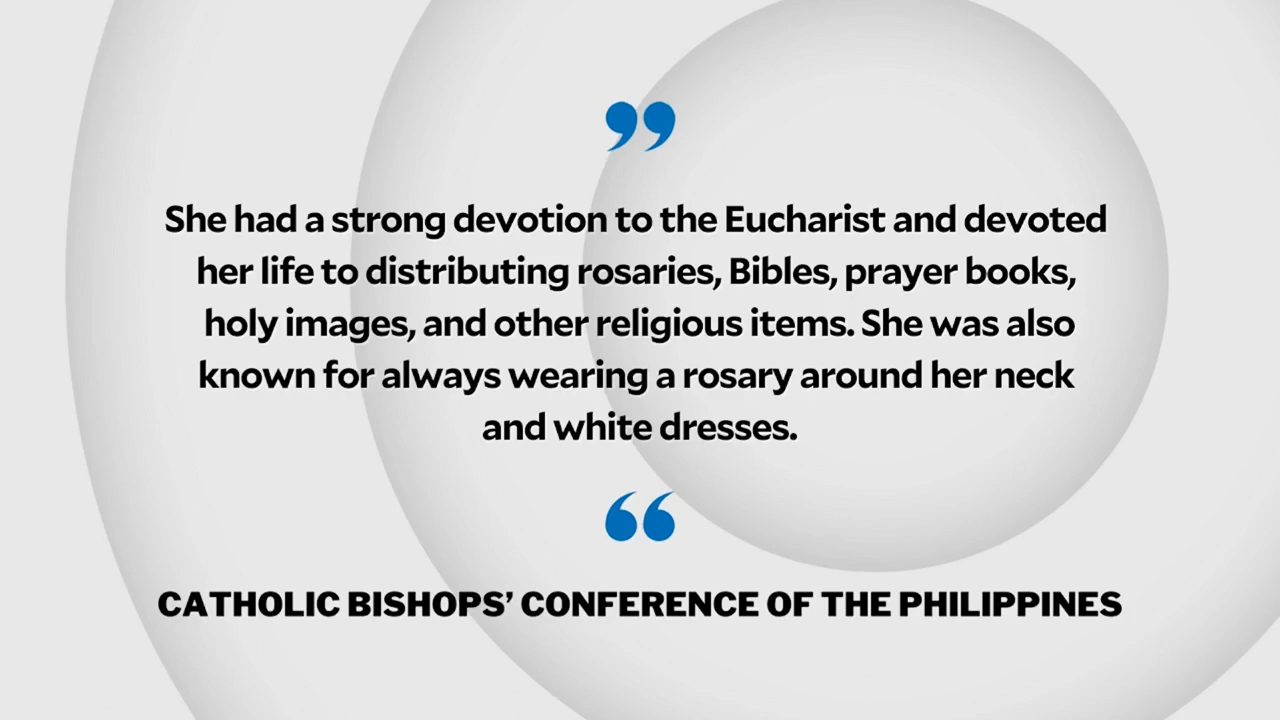 ”
She had a strong devotion to the Eucharist and devoted
her life to distributing rosaries, Bibles, prayer books,
holy images, and other religious items. She was also
known for always wearing a rosary around her neck
and white dresses.
“
CATHOLIC BISHOPS’ CONFERENCE OF THE PHILIPPINES